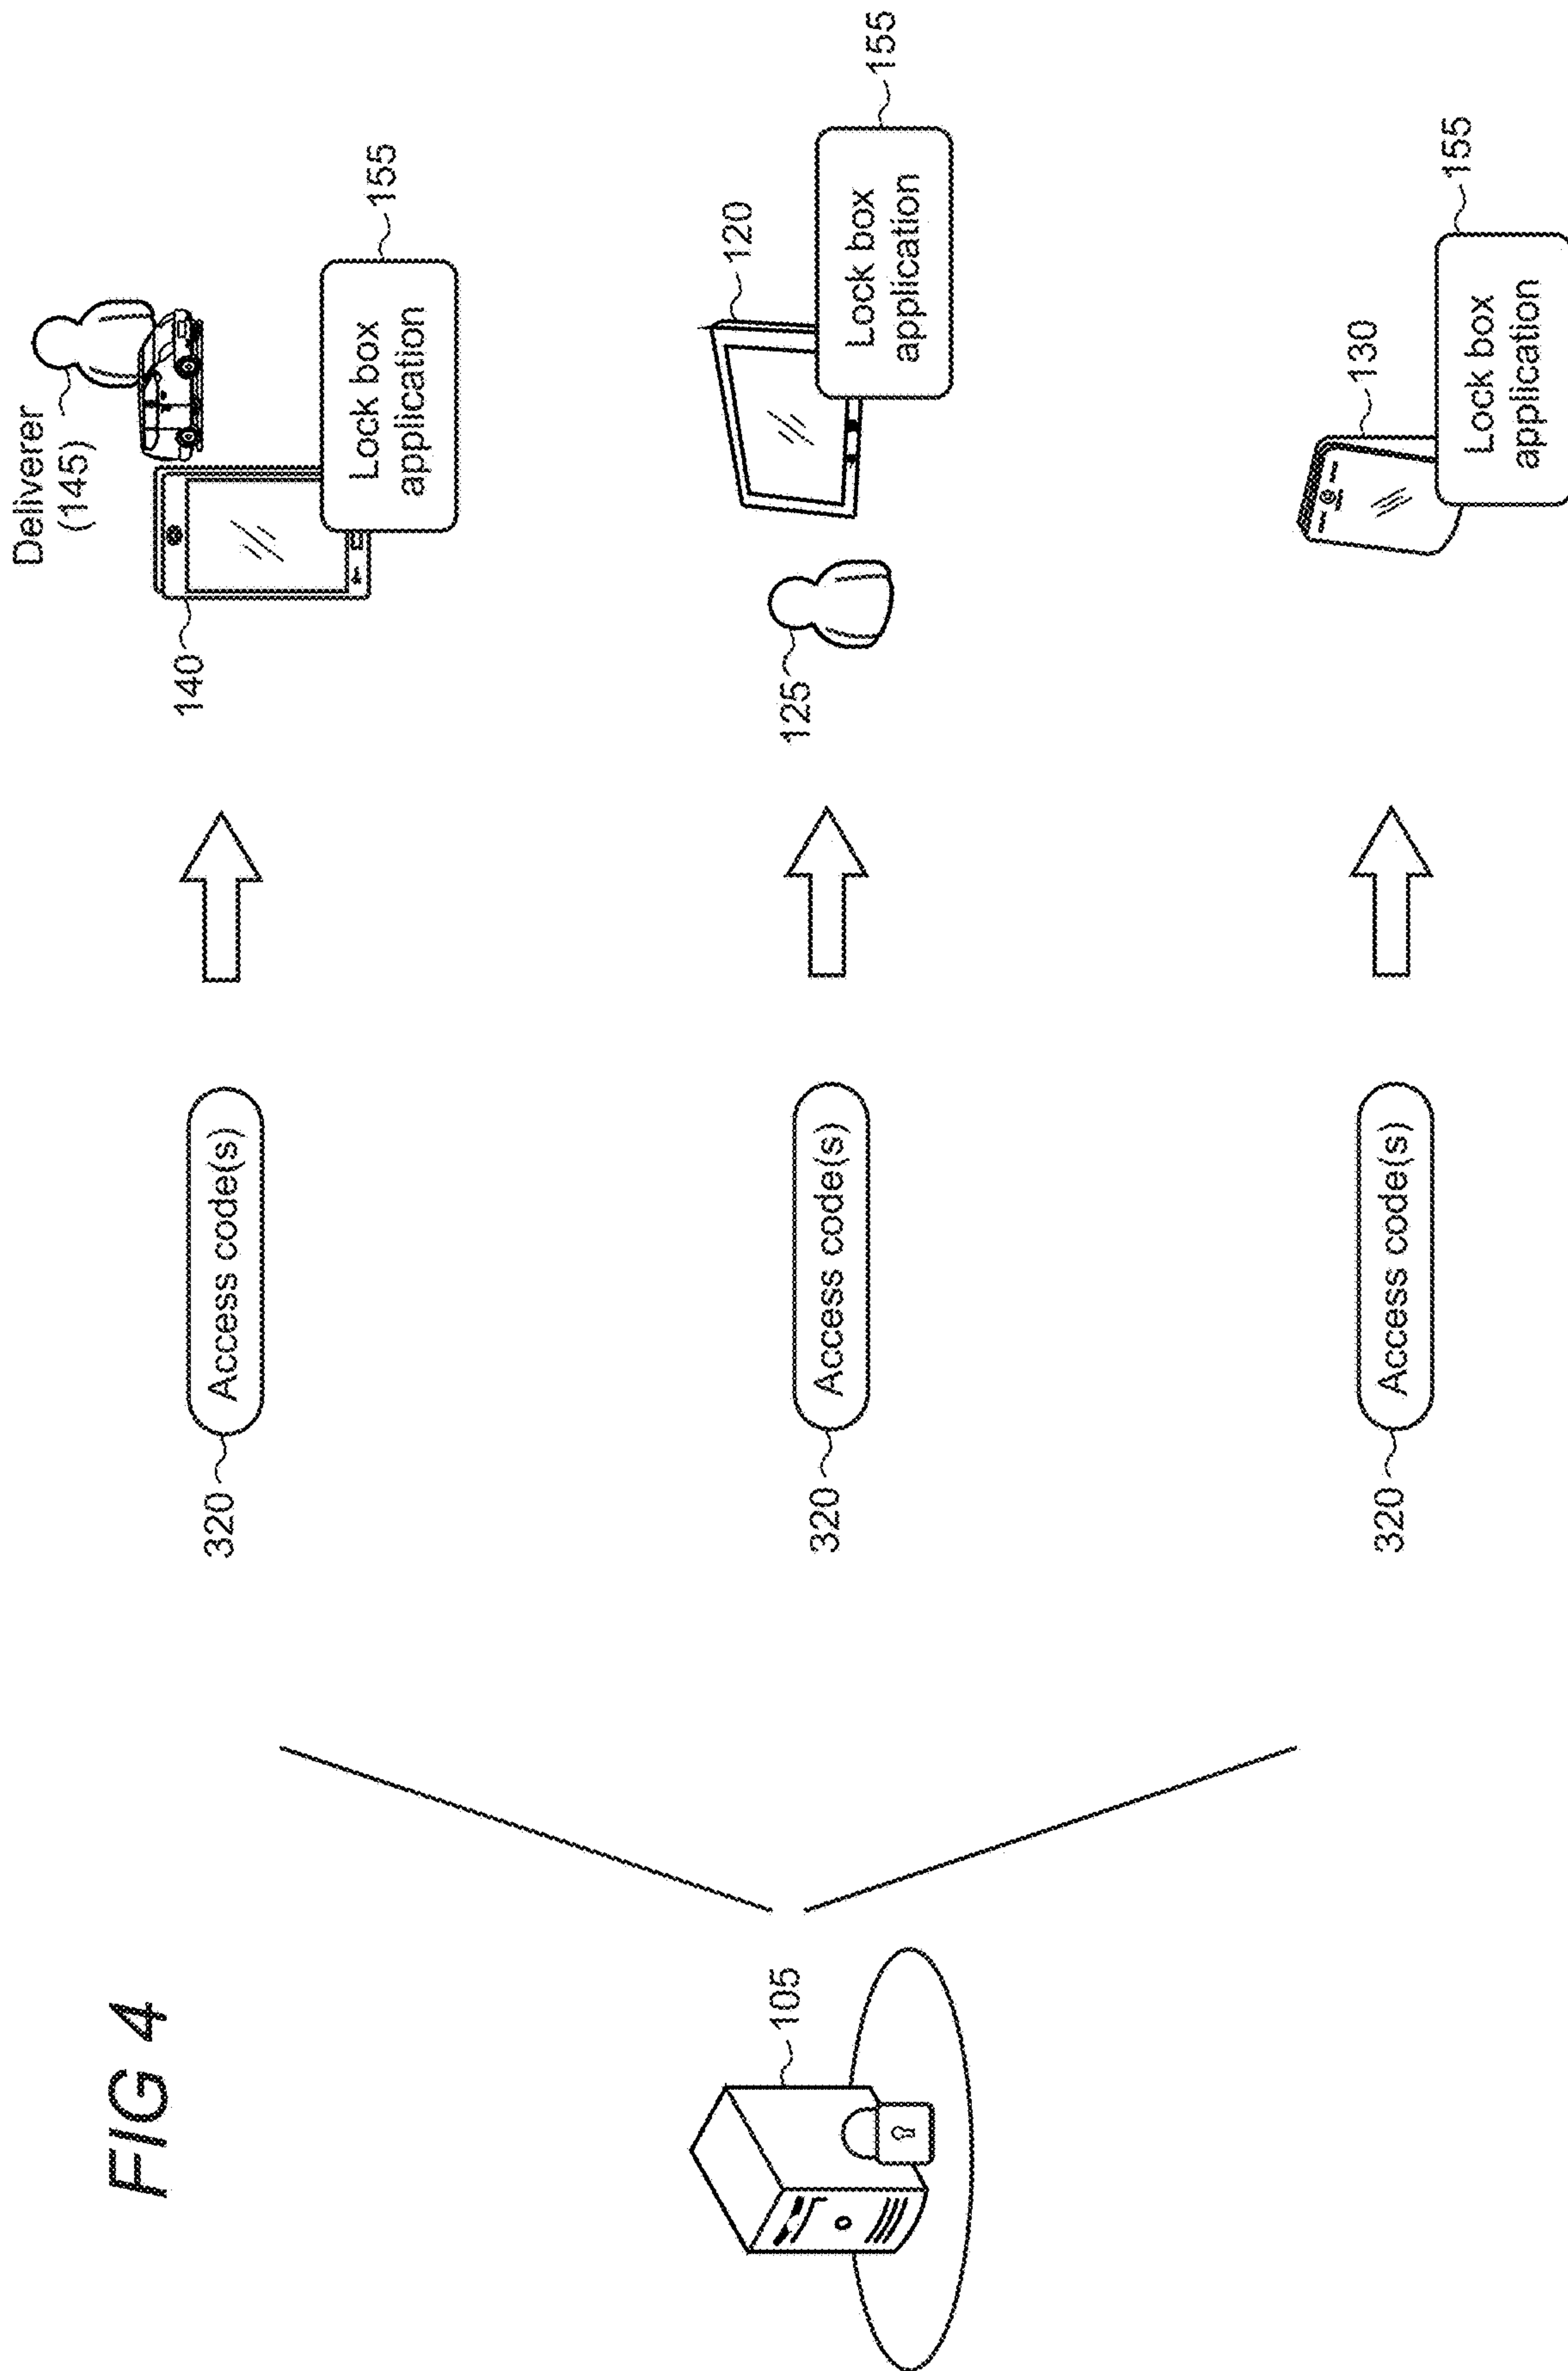 FIG 4
105
320
Access code(s)
140
Deliverer
(145)
Lock box
application
155
320
Access code(s)
125
120
Lock box
application
155
320
Access code(s)
130
Lock box
application
155